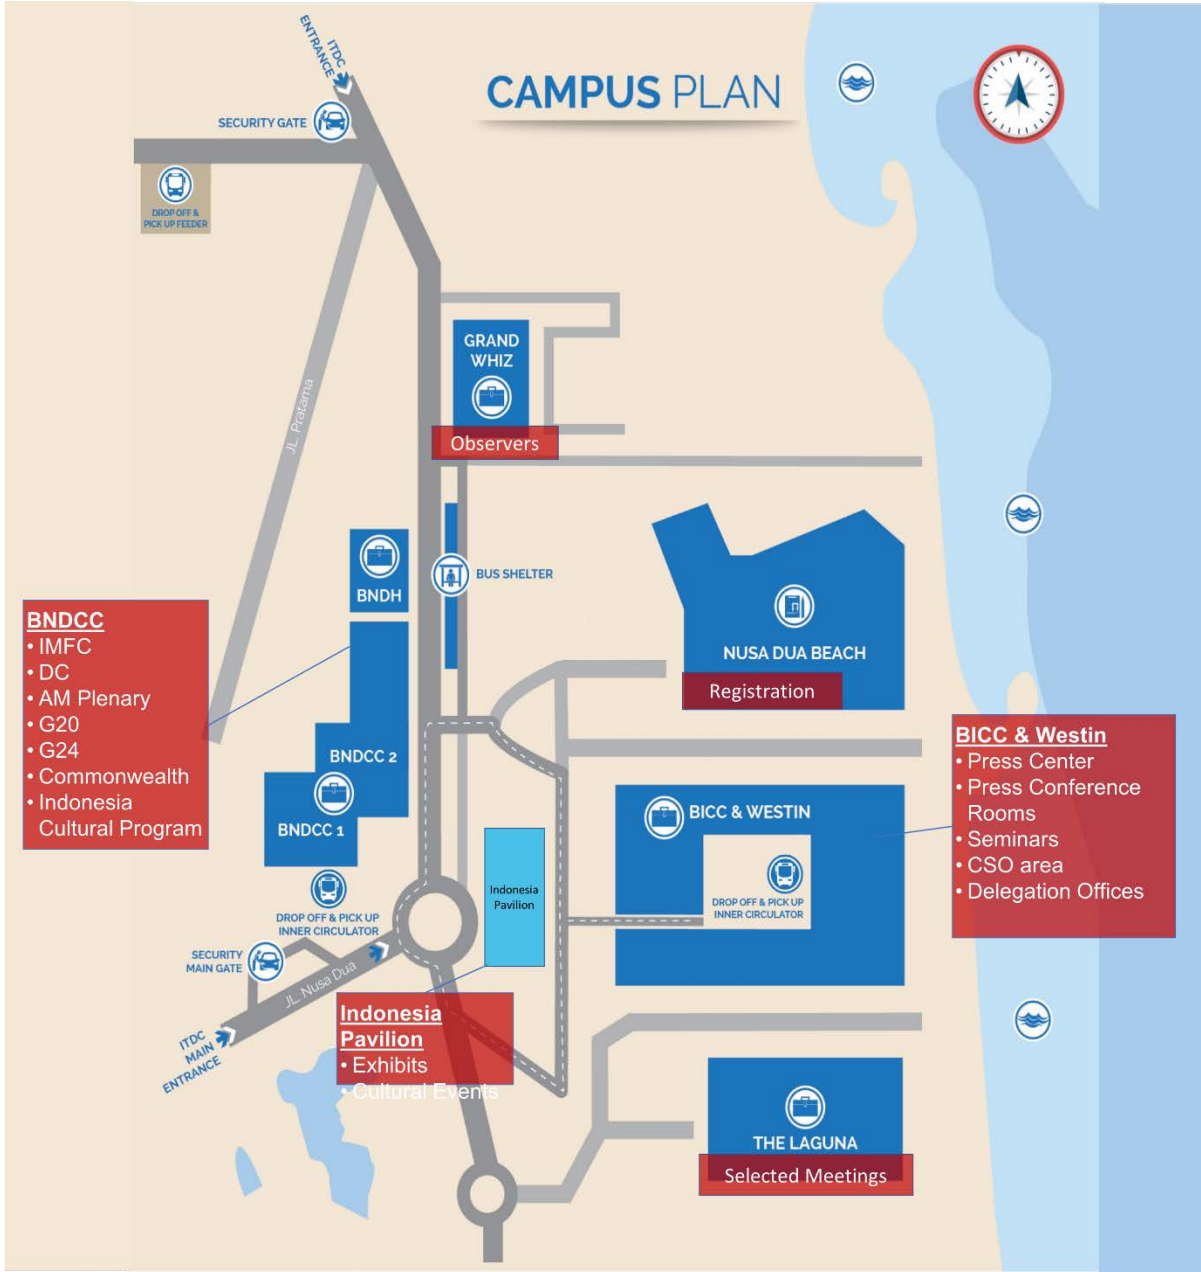 ITDC
ENTRANCE
CAMPUS PLAN
SECURITY GATE
DROP OFF &
PICK UP FEEDER
JL. Pratama
GRAND
WHIZ
Observers
BNDH
BUS SHELTER
NUSA DUA BEACH
Registration
BNDCC
• IMFC
• DC
• AM Plenary
• G20
• G24
• Commonwealth
• Indonesia
Cultural Program
BNDCC 2
BNDCC 1
DROP OFF & PICK UP
INNER CIRCULATOR
BICC & WESTIN
DROP OFF & PICK UP
INNER CIRCULATOR
BICC & Westin
• Press Center
• Press Conference
Rooms
• Seminars
• CSO area
• Delegation Offices
Indonesia
Pavilion
SECURITY
MAIN GATE
JL. Nusa Dua
ITDC
MAIN
ENTRANCE
Indonesia
Pavilion
• Exhibits
• Cultural Events
THE LAGUNA
Selected Meetings